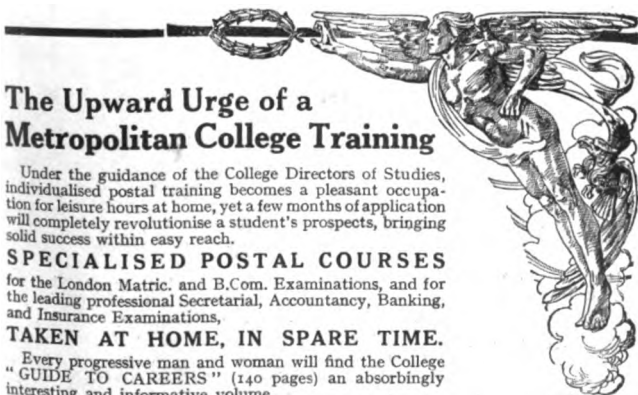 The Upward Urge of a
Metropolitan College Training
Under the guidance of the College Directors of Studies,
individualised postal training becomes a pleasant occupa-
tion for leisure hours at home, yet a few months of application
will completely revolutionise a student's prospects, bringing
solid success within easy reach.
SPECIALISED POSTAL COURSES
for the London Matric. and B.Com. Examinations, and for
the leading professional Secretarial, Accountancy, Banking,
and Insurance Examinations,
TAKEN AT HOME, IN SPARE TIME.
Every progressive man and woman will find the College
"GUIDE TO CAREERS" (140 pages) an absorbingly
interesting and informative volume